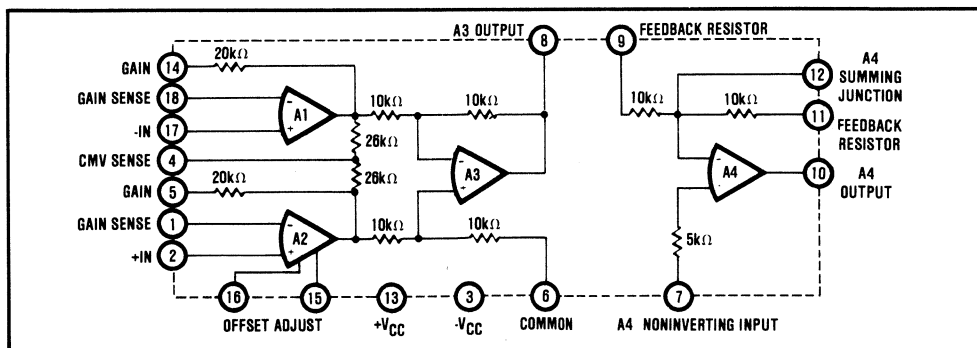 A3 OUTPUT
8
9
FEEDBACK RESISTOR
GAIN
14
20kΩ
A4
SUMMING
JUNCTION
12
GAIN SENSE
18
-
A1
+
10kΩ
10kΩ
10kΩ
10kΩ
11
FEEDBACK
RESISTOR
-IN
17
26kΩ
CMV SENSE
4
26kΩ
-
A3
+
-
A4
+
10
A4
OUTPUT
GAIN
5
20kΩ
GAIN SENSE
1
-
A2
+
10kΩ
10kΩ
5kΩ
+IN
2
16
15
13
3
6
7
OFFSET ADJUST
+VCC
-VCC
COMMON
A4 NONINVERTING INPUT